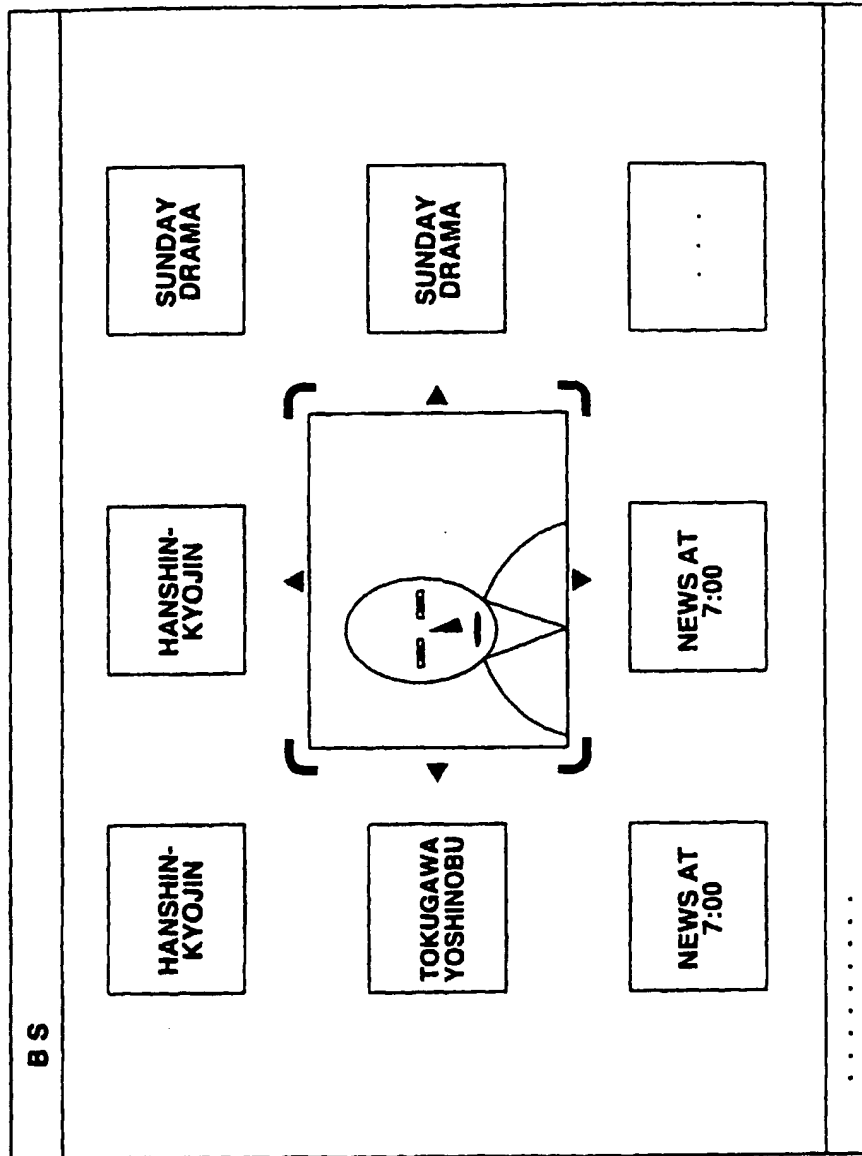 BS
HANSHIN-
KYOJIN
HANSHIN-
KYOJIN
SUNDAY
DRAMA
TOKUGAWA
YOSHINOBU
SUNDAY
DRAMA
NEWS AT
7:00
NEWS AT
7:00
. . .
. . . . . . . . . .